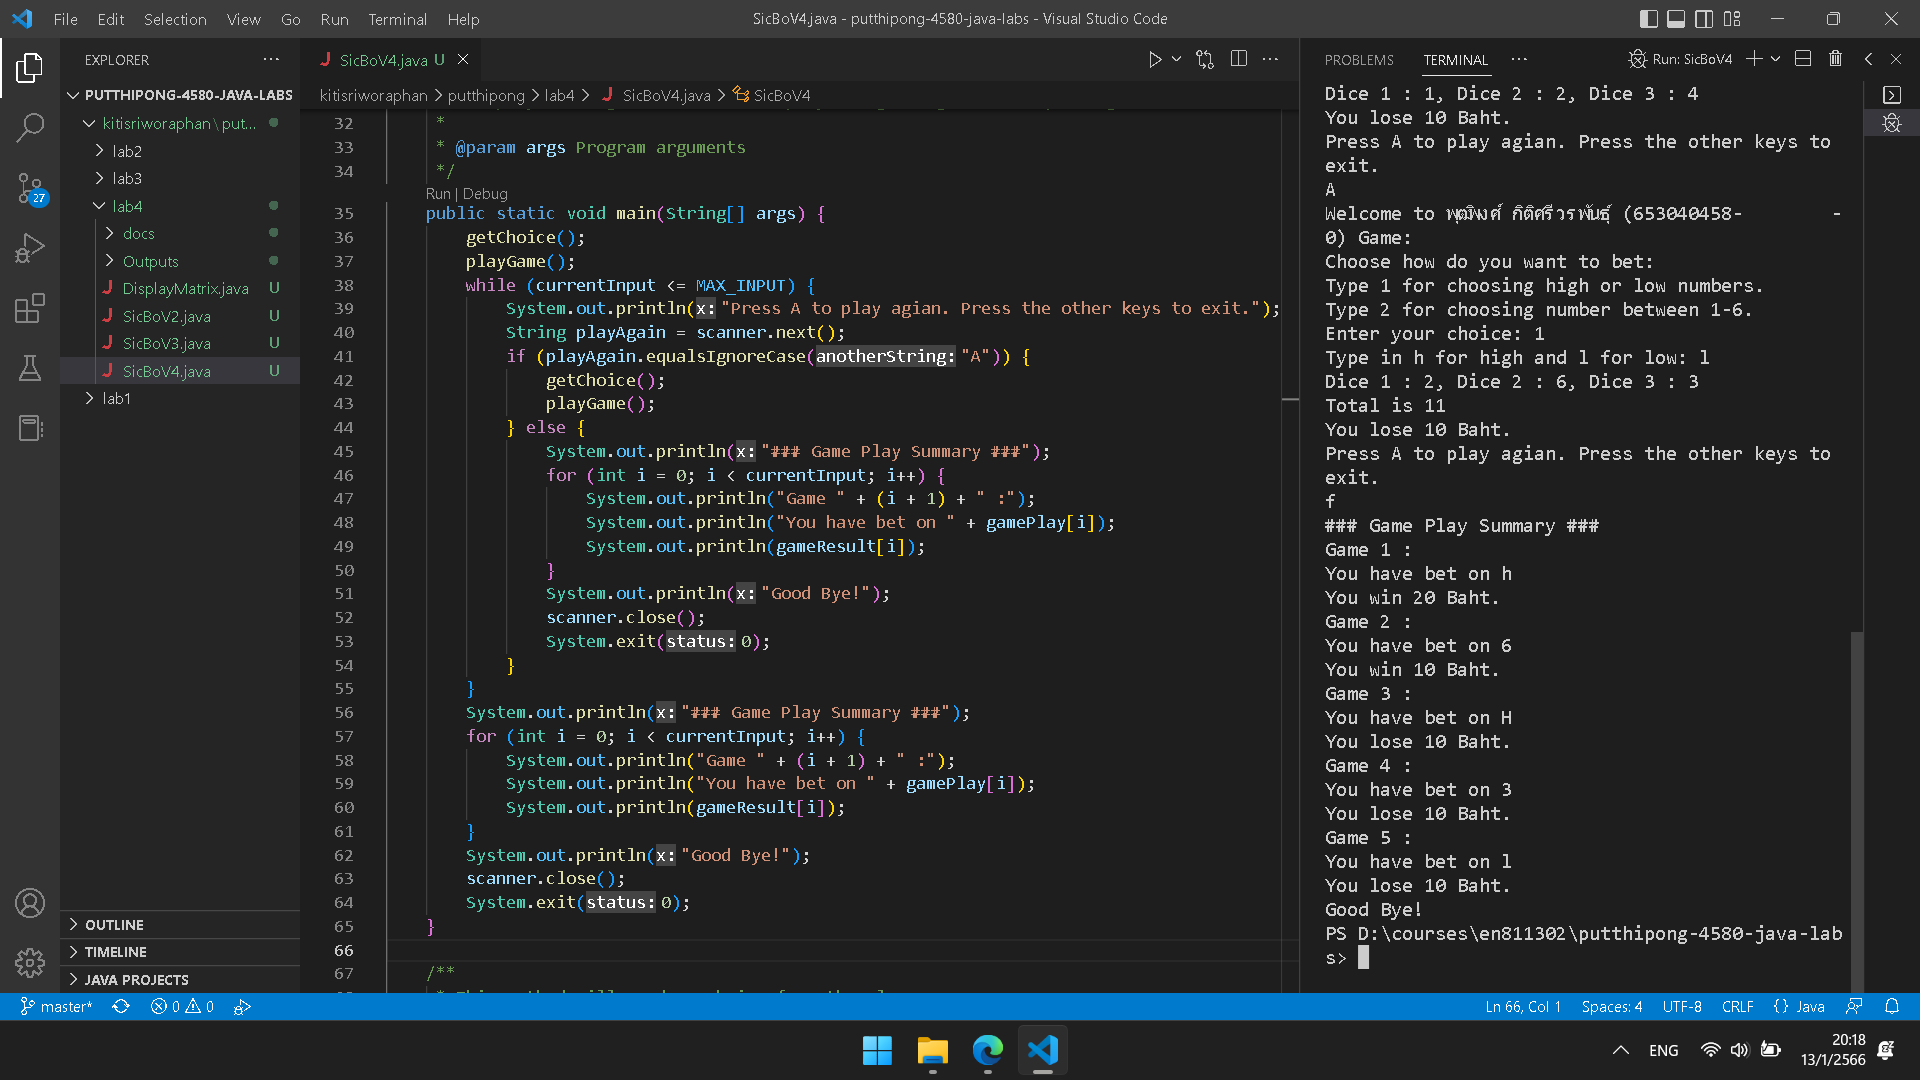 File Edit Selection View Go Run Terminal Help
SicBoV4.java - putthipong-4580-java-labs - Visual Studio Code
EXPLORER
PUTTHIPONG-4580-JAVA-LABS
kitisriworaphan\put...
lab2
lab3
lab4
docs
Outputs
DisplayMatrix.java U
SicBoV2.java U
SicBoV3.java U
SicBoV4.java U
lab1
27
OUTLINE
TIMELINE
JAVA PROJECTS
SicBoV4.java U
kitisriworaphan > putthipong > lab4 > SicBoV4.java > SicBoV4
32 *
33 * @param args Program arguments
34 */
Run | Debug
35 public static void main(String[] args) {
36 getChoice();
37 playGame();
38 while (currentInput <= MAX_INPUT) {
39 System.out.println(x: "Press A to play agian. Press the other keys to exit.");
40 String playAgain = scanner.next();
41 if (playAgain.equalsIgnoreCase(anotherString: "A")) {
42 getChoice();
43 playGame();
44 } else {
45 System.out.println(x: "### Game Play Summary ###");
46 for (int i = 0; i < currentInput; i++) {
47 System.out.println("Game " + (i + 1) + " :");
48 System.out.println("You have bet on " + gamePlay[i]);
49 System.out.println(gameResult[i]);
50 }
51 System.out.println(x: "Good Bye!");
52 scanner.close();
53 System.exit(status: 0);
54 }
55 }
56 System.out.println(x: "### Game Play Summary ###");
57 for (int i = 0; i < currentInput; i++) {
58 System.out.println("Game " + (i + 1) + " :");
59 System.out.println("You have bet on " + gamePlay[i]);
60 System.out.println(gameResult[i]);
61 }
62 System.out.println(x: "Good Bye!");
63 scanner.close();
64 System.exit(status: 0);
65 }
66
67 /**
PROBLEMS TERMINAL ... Run: SicBoV4
Dice 1 : 1, Dice 2 : 2, Dice 3 : 4
You lose 10 Baht.
Press A to play agian. Press the other keys to
exit.
A
Welcome to พุฒิพงศ์ กิติศรีวรพันธุ์ (653040458- -
0) Game:
Choose how do you want to bet:
Type 1 for choosing high or low numbers.
Type 2 for choosing number between 1-6.
Enter your choice: 1
Type in h for high and l for low: l
Dice 1 : 2, Dice 2 : 6, Dice 3 : 3
Total is 11
You lose 10 Baht.
Press A to play agian. Press the other keys to
exit.
f
### Game Play Summary ###
Game 1 :
You have bet on h
You win 20 Baht.
Game 2 :
You have bet on 6
You win 10 Baht.
Game 3 :
You have bet on H
You lose 10 Baht.
Game 4 :
You have bet on 3
You lose 10 Baht.
Game 5 :
You have bet on l
You lose 10 Baht.
Good Bye!
PS D:\courses\en811302\putthipong-4580-java-lab
s>
master* 0 0
Ln 66, Col 1 Spaces: 4 UTF-8 CRLF {} Java
ENG
20:18
13/1/2566